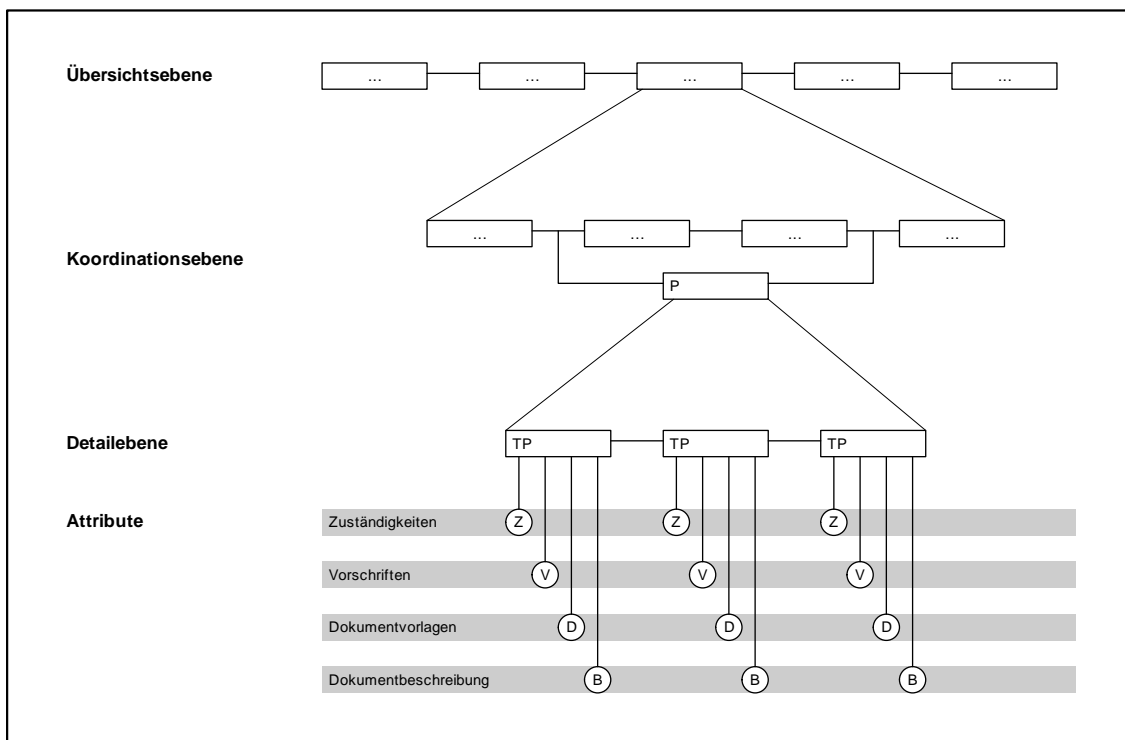 Übersichtsebene
... ... ... ... ...
... ... ... ...
Koordinationsebene
P
Detailebene
TP TP TP
Attribute
Zuständigkeiten Z Z Z
Vorschriften V V V
Dokumentvorlagen D D D
Dokumentbeschreibung B B B